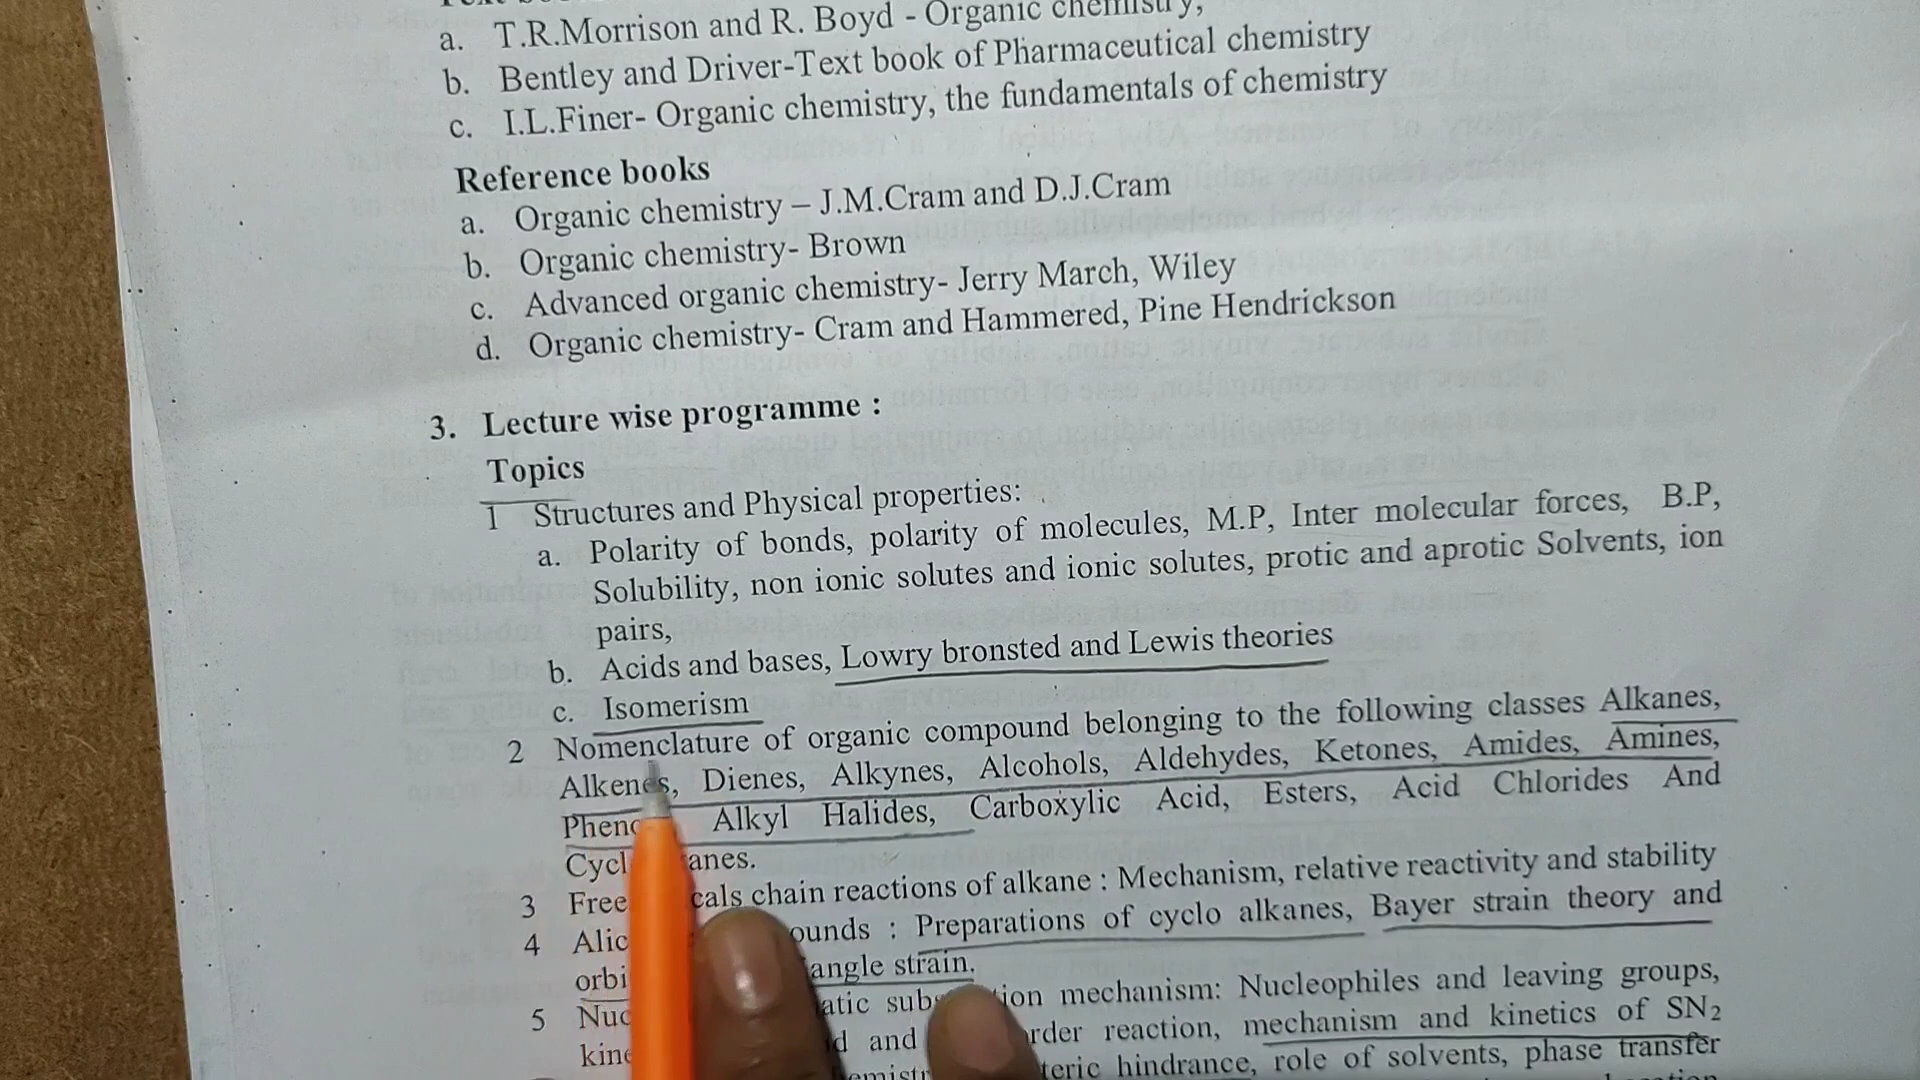 a. T.R.Morrison and R. Boyd - Organic chemistry,
b. Bentley and Driver-Text book of Pharmaceutical chemistry
c. I.L.Finer- Organic chemistry, the fundamentals of chemistry
Reference books
a. Organic chemistry – J.M.Cram and D.J.Cram
b. Organic chemistry- Brown
c. Advanced organic chemistry- Jerry March, Wiley
d. Organic chemistry- Cram and Hammered, Pine Hendrickson
3. Lecture wise programme :
Topics
1 Structures and Physical properties:
a. Polarity of bonds, polarity of molecules, M.P, Inter molecular forces, B.P,
Solubility, non ionic solutes and ionic solutes, protic and aprotic Solvents, ion
pairs,
b. Acids and bases, Lowry bronsted and Lewis theories
c. Isomerism
2 Nomenclature of organic compound belonging to the following classes Alkanes,
Alkenes, Dienes, Alkynes, Alcohols, Aldehydes, Ketones, Amides, Amines,
Alkyl Halides, Carboxylic Acid, Esters, Acid Chlorides And
3 Free chain reactions of alkane : Mechanism, relative reactivity and stability
4 : Preparations of cyclo alkanes, Bayer strain theory and
angle strain.
5 mechanism: Nucleophiles and leaving groups,
and reaction, mechanism and kinetics of SN2
hindrance, role of solvents, phase transfer